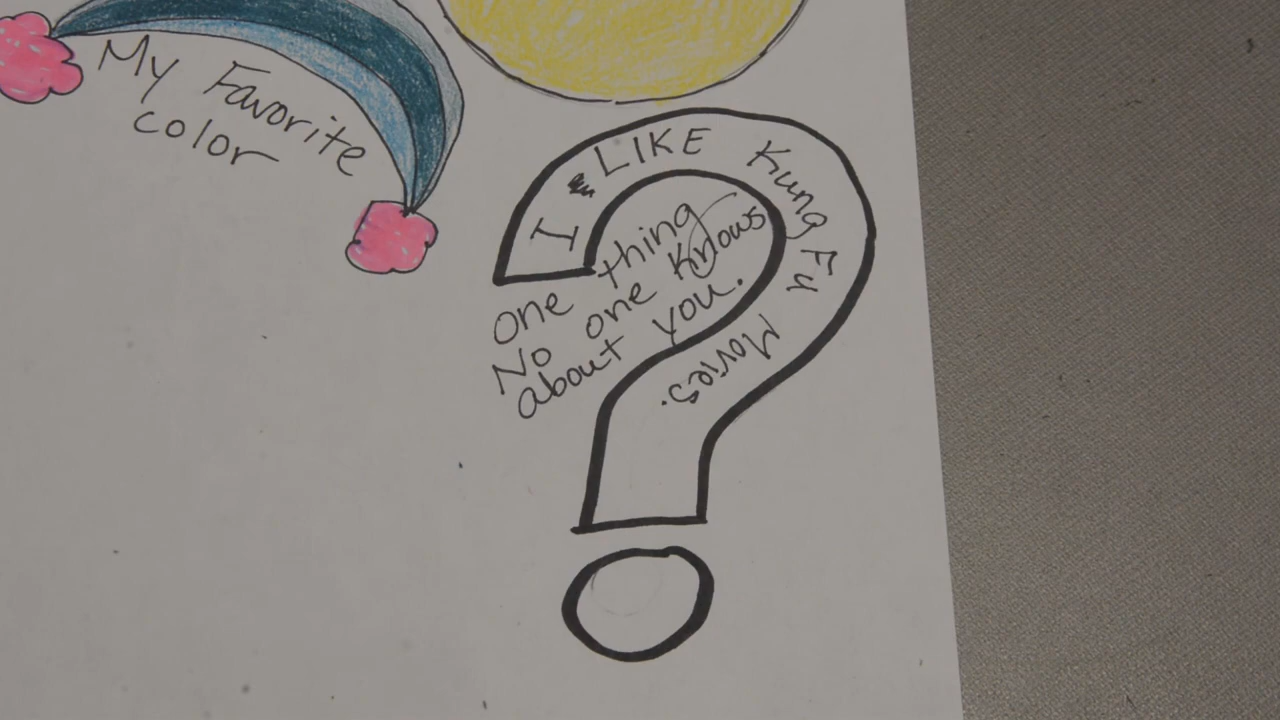 My Favorite
color
I LIKE Kung Fu Movies.
one thing
No one Knows
about you.